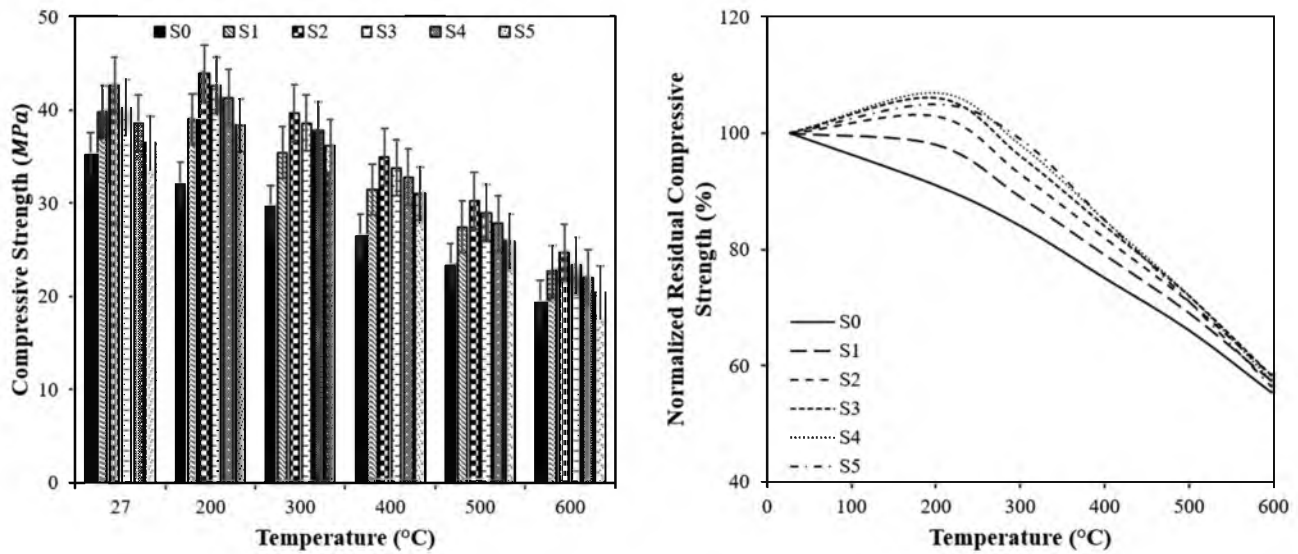 50
40
30
20
10
0
Compressive Strength (MPa)
S0 S1 S2 S3 S4 S5
27 200 300 400 500 600
Temperature (°C)
120
100
80
60
40
Normalized Residual Compressive
Strength (%)
S0
S1
S2
S3
S4
S5
0 100 200 300 400 500 600
Temperature (°C)